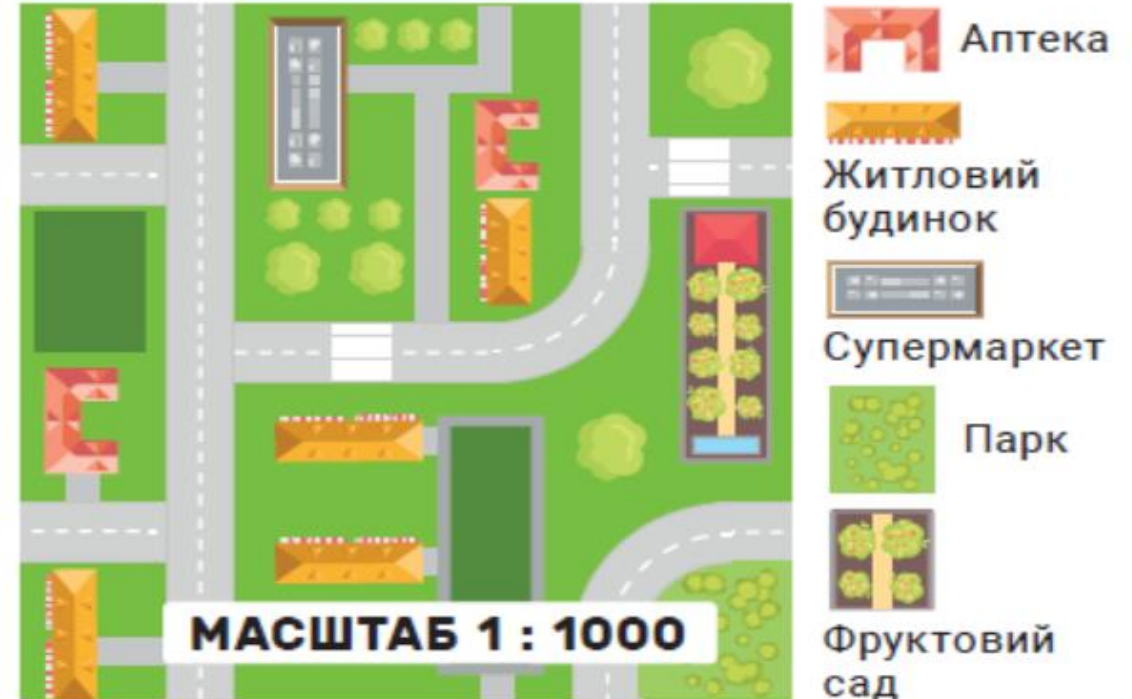 Аптека
Житловий
будинок
Супермаркет
Парк
Фруктовий
сад
МАСШТАБ 1 : 1000